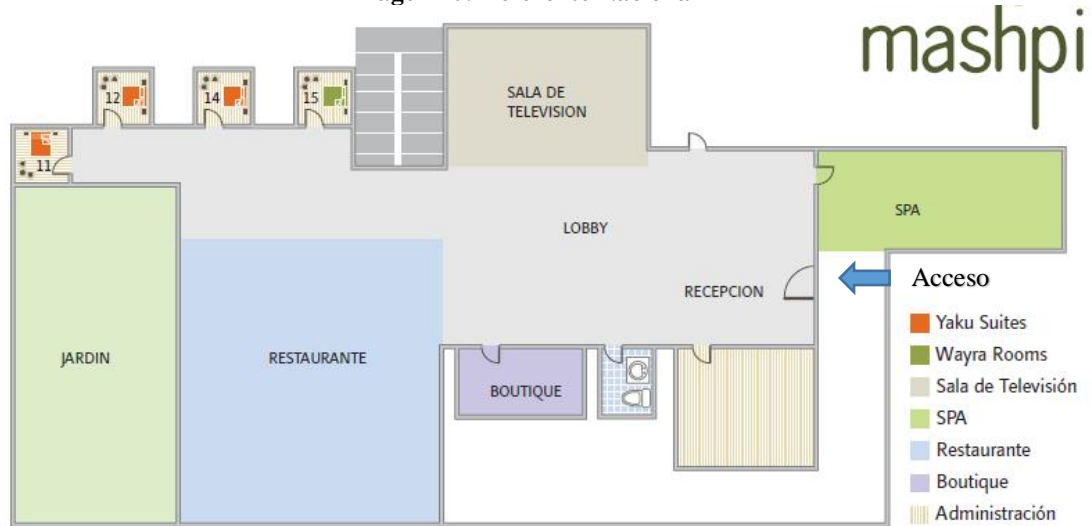 mashpi
SALA DE
TELEVISION
12
14
15
11
SPA
LOBBY
Acceso
RECEPCION
JARDIN
RESTAURANTE
BOUTIQUE
Yaku Suites
Wayra Rooms
Sala de Televisión
SPA
Restaurante
Boutique
Administración